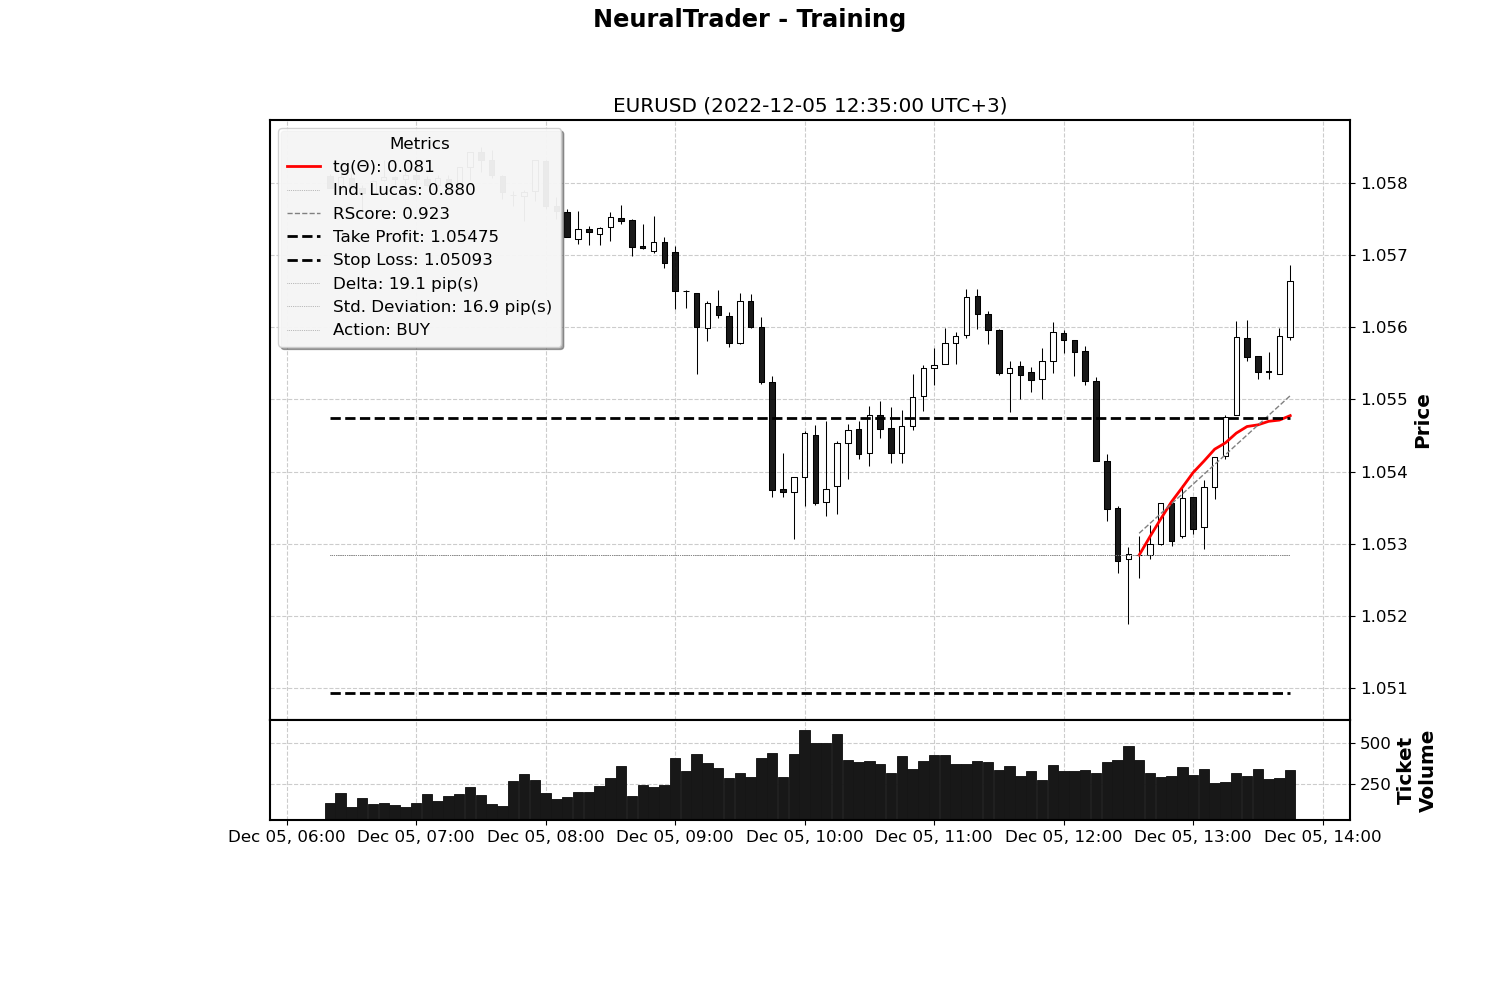 NeuralTrader - Training
EURUSD (2022-12-05 12:35:00 UTC+3)
Metrics
tg(Θ): 0.081
Ind. Lucas: 0.880
RScore: 0.923
Take Profit: 1.05475
Stop Loss: 1.05093
Delta: 19.1 pip(s)
Std. Deviation: 16.9 pip(s)
Action: BUY
1.058
1.057
1.056
1.055
1.054
1.053
1.052
1.051
Price
500
250
Ticket
Volume
Dec 05, 06:00 Dec 05, 07:00 Dec 05, 08:00 Dec 05, 09:00 Dec 05, 10:00 Dec 05, 11:00 Dec 05, 12:00 Dec 05, 13:00 Dec 05, 14:00